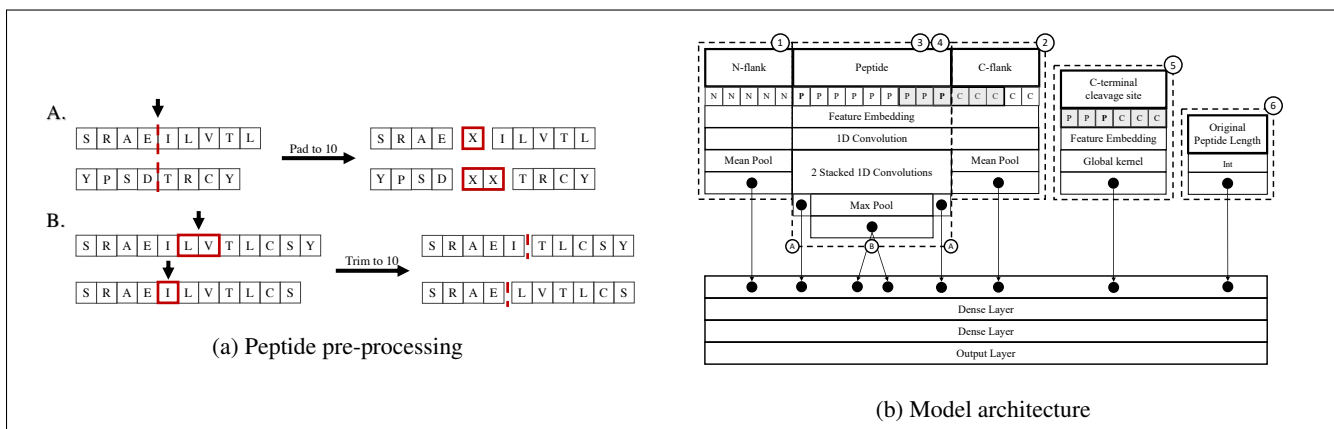 A.
S R A E I L V T L
Pad to 10
S R A E X I L V T L
Y P S D T R C Y
Y P S D X X T R C Y
B.
S R A E I L V T L C S Y
Trim to 10
S R A E I T L C S Y
S R A E I L V T L C S
S R A E L V T L C S
(a) Peptide pre-processing
1 3 4 2
N-flank Peptide C-flank
N N N N N P P P P P P P P P C C C C C
Feature Embedding
1D Convolution
Mean Pool Mean Pool
2 Stacked 1D Convolutions
Max Pool
A B A
5
C-terminal
cleavage site
P P P C C C
Feature Embedding
Global kernel
6
Original
Peptide Length
Int
Dense Layer
Dense Layer
Output Layer
(b) Model architecture